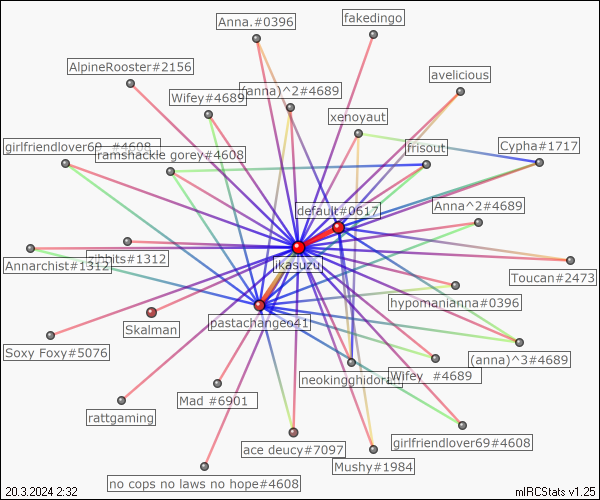 Anna.#0396
fakedingo
AlpineRooster#2156
avelicious
Wifey#4689
(anna)^2#4689
xenoyaut
girlfriendlover69
ramshackle gorey#4608
frisout
Cypha#1717
default#0617
Anna^2#4689
Annarchist#1312
#1312
ikasuzu
Toucan#2473
hypomanianna#0396
Skalman
pastachangeo41
Soxy Foxy#5076
(anna)^3#4689
neokingghidora
Wifey_#4689
rattgaming
Mad #6901
ace deucy#7097
girlfriendlover69#4608
Mushy#1984
no cops no laws no hope#4608
20.3.2024 2:32
mIRCStats v1.25